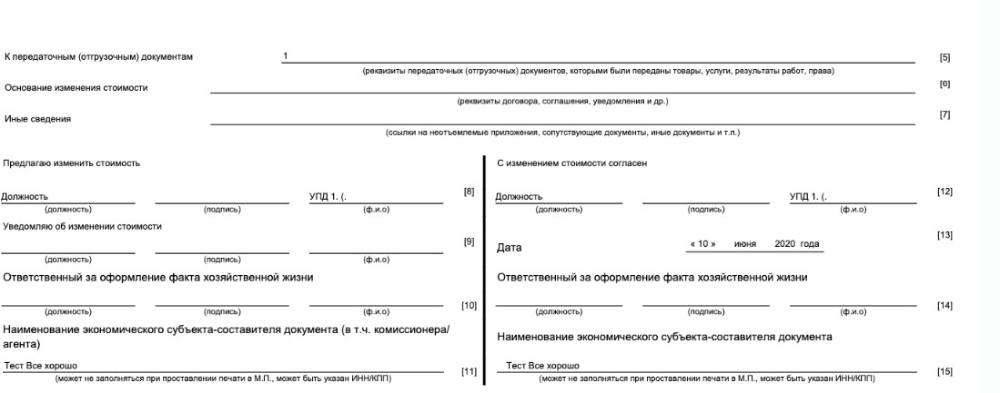 К передаточным (отгрузочным) документам 1 [5]
(реквизиты передаточных (отгрузочных) документов, которыми были переданы товары, услуги, результаты работ, права)
Основание изменения стоимости [6]
(реквизиты договора, соглашения, уведомления и др.)
Иные сведения [7]
(ссылки на неотъемлемые приложения, сопутствующие документы, иные документы и т.п.)
Предлагаю изменить стоимость
Должность УПД 1. (. [8]
(должность) (подпись) (ф.и.о)
Уведомляю об изменении стоимости
[9]
(должность) (подпись) (ф.и.о)
Ответственный за оформление факта хозяйственной жизни
[10]
(должность) (подпись) (ф.и.о)
Наименование экономического субъекта-составителя документа (в т.ч. комиссионера/
агента)
Тест Все хорошо [11]
(может не заполняться при проставлении печати в М.П., может быть указан ИНН/КПП)
С изменением стоимости согласен
Должность УПД 1. (. [12]
(должность) (подпись) (ф.и.о)
[13]
Дата « 10 » июня 2020 года
Ответственный за оформление факта хозяйственной жизни
[14]
(должность) (подпись) (ф.и.о)
Наименование экономического субъекта-составителя документа
Тест Все хорошо [15]
(может не заполняться при проставлении печати в М.П., может быть указан ИНН/КПП)